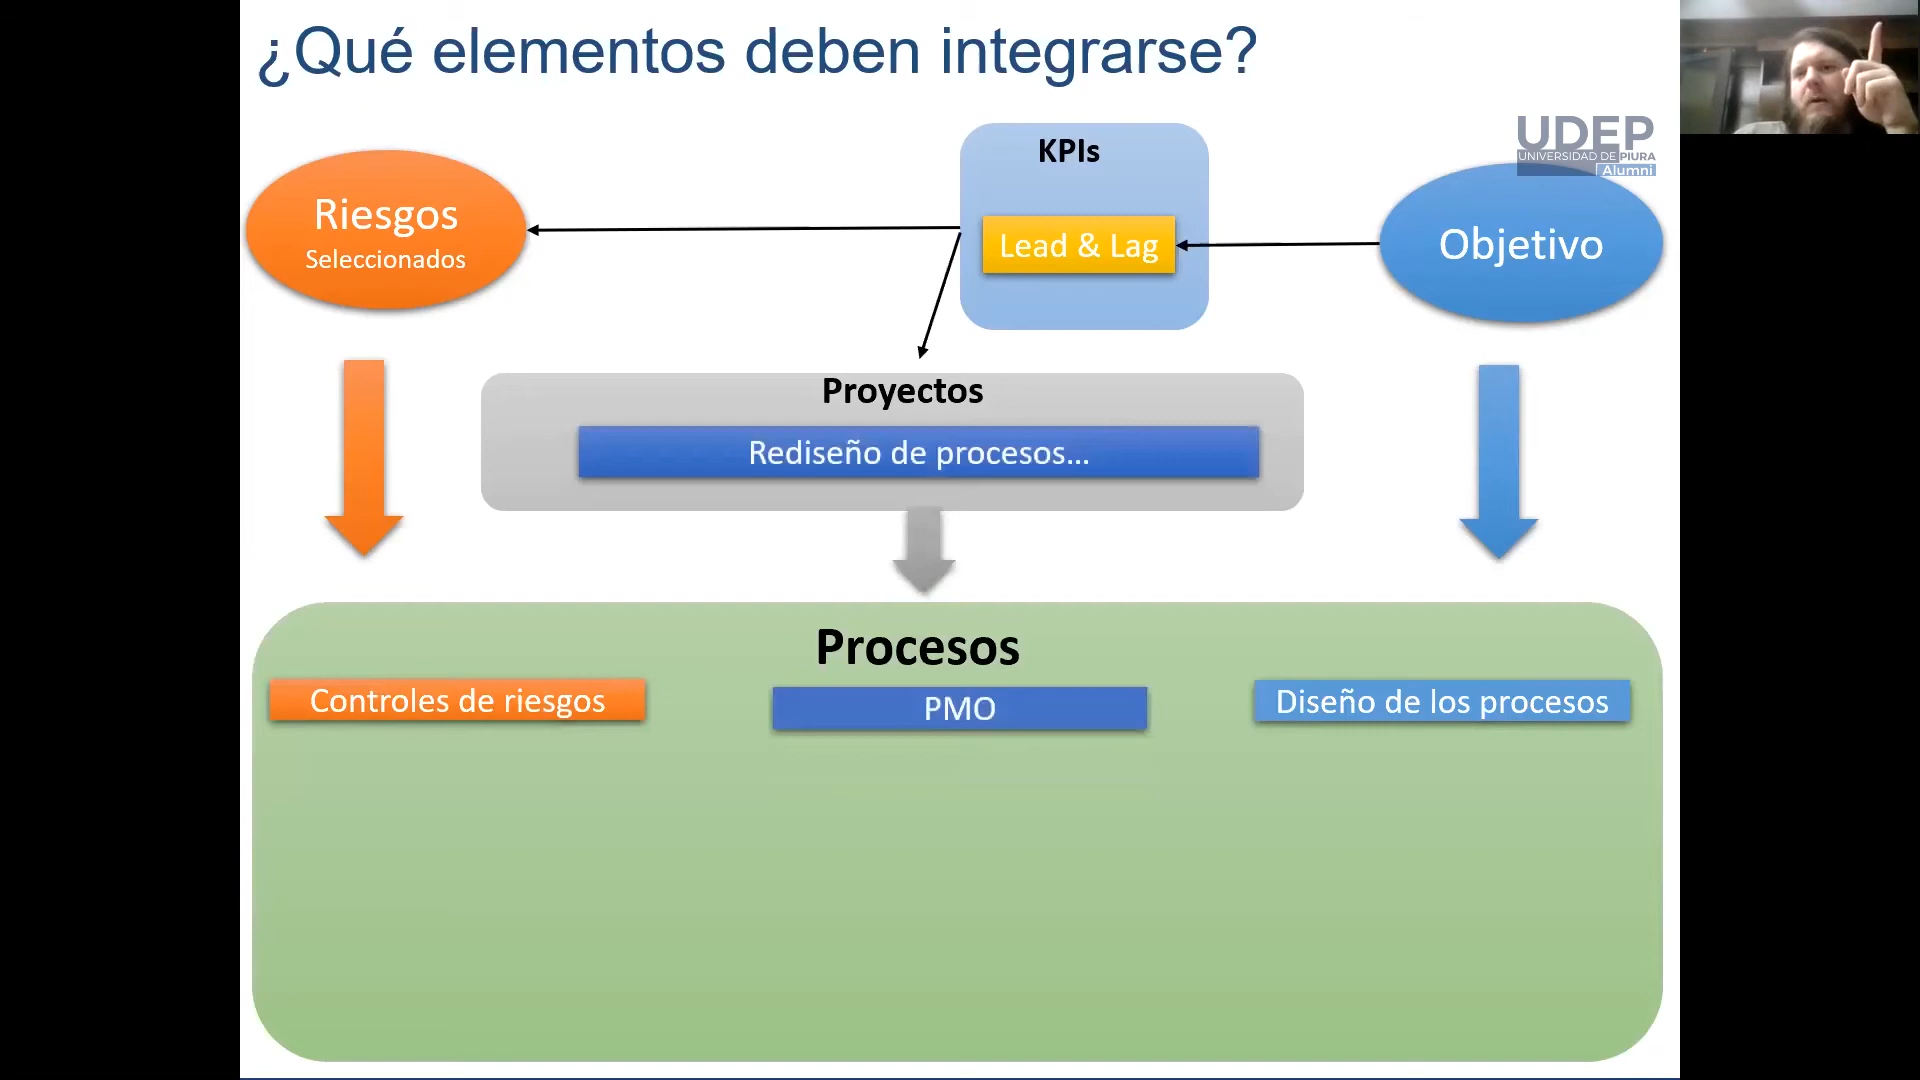 ¿Qué elementos deben integrarse?
UDEP
UNIVERSIDAD DE PIURA
Alumni
KPIs
Lead & Lag
Riesgos
Seleccionados
Objetivo
Proyectos
Rediseño de procesos...
Procesos
Controles de riesgos
PMO
Diseño de los procesos